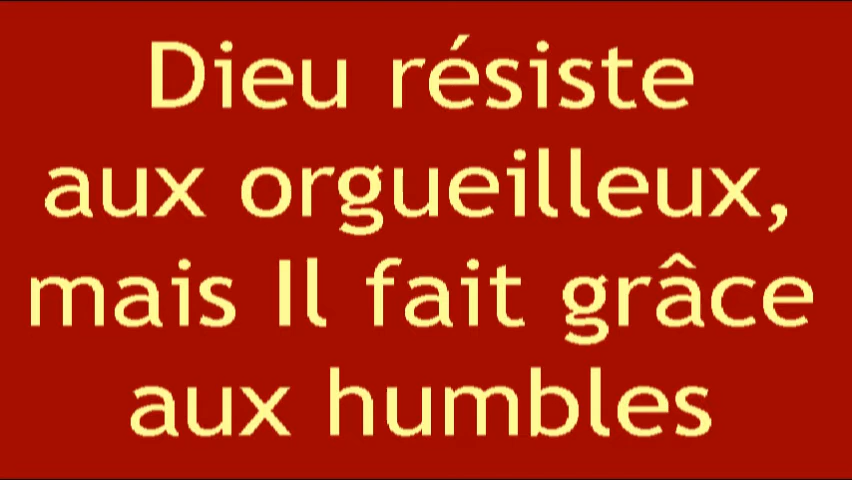 Dieu résiste
aux orgueilleux,
mais Il fait grâce
aux humbles